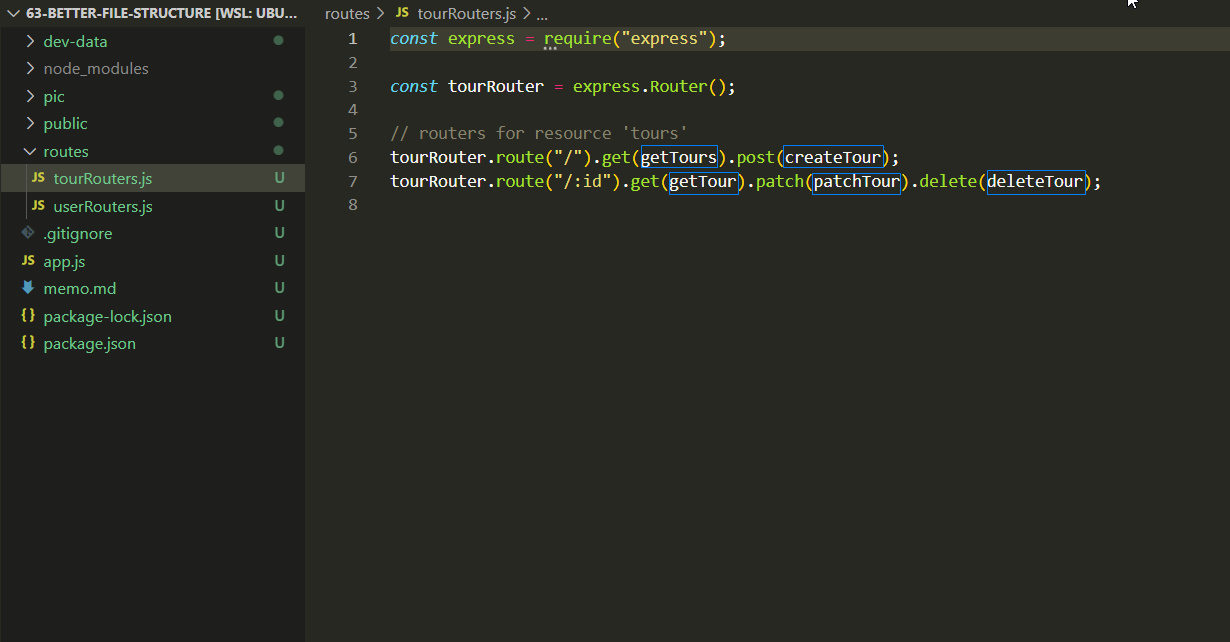 63-BETTER-FILE-STRUCTURE [WSL: UBU...
dev-data
node_modules
pic
public
routes
JS tourRouters.js U
JS userRouters.js U
.gitignore U
JS app.js U
memo.md U
{} package-lock.json U
{} package.json U
routes > JS tourRouters.js > ...
1 const express = require("express");
2
3 const tourRouter = express.Router();
4
5 // routers for resource 'tours'
6 tourRouter.route("/").get(getTours).post(createTour);
7 tourRouter.route("/:id").get(getTour).patch(patchTour).delete(deleteTour);
8